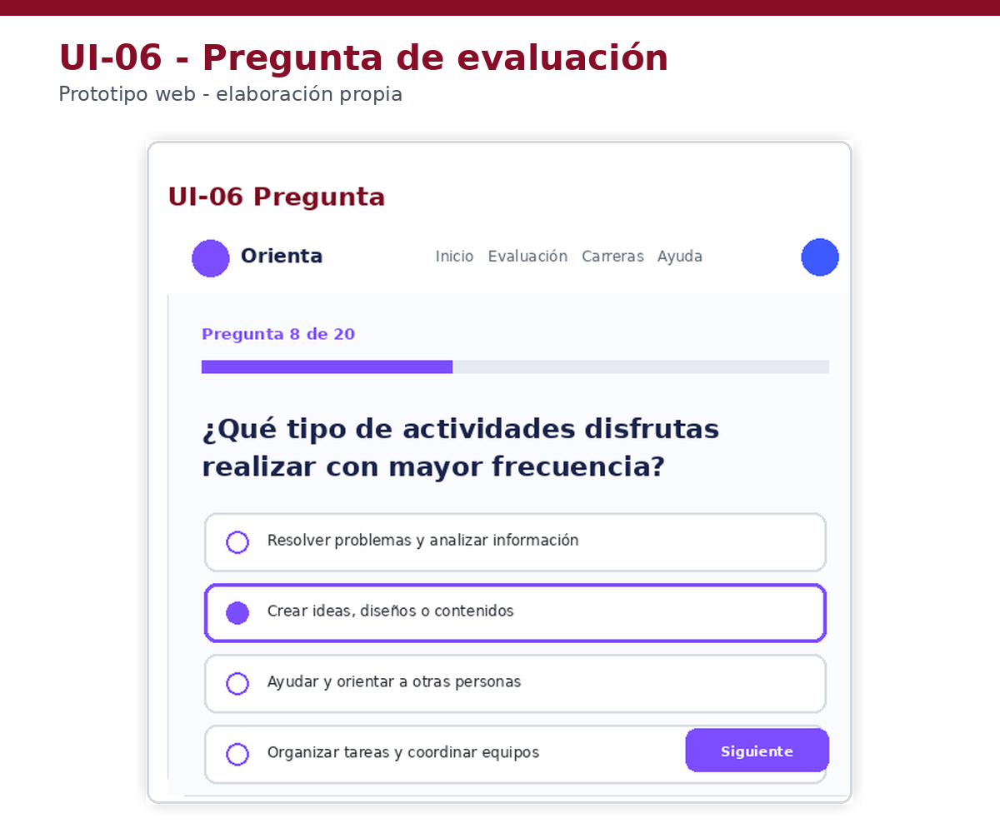 UI-06 - Pregunta de evaluación
Prototipo web - elaboración propia
UI-06 Pregunta
Orienta
Inicio Evaluación Carreras Ayuda
Pregunta 8 de 20
¿Qué tipo de actividades disfrutas
realizar con mayor frecuencia?
Resolver problemas y analizar información
Crear ideas, diseños o contenidos
Ayudar y orientar a otras personas
Organizar tareas y coordinar equipos
Siguiente